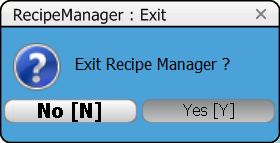 RecipeManager : Exit
Exit Recipe Manager ?
No [N] Yes [Y]